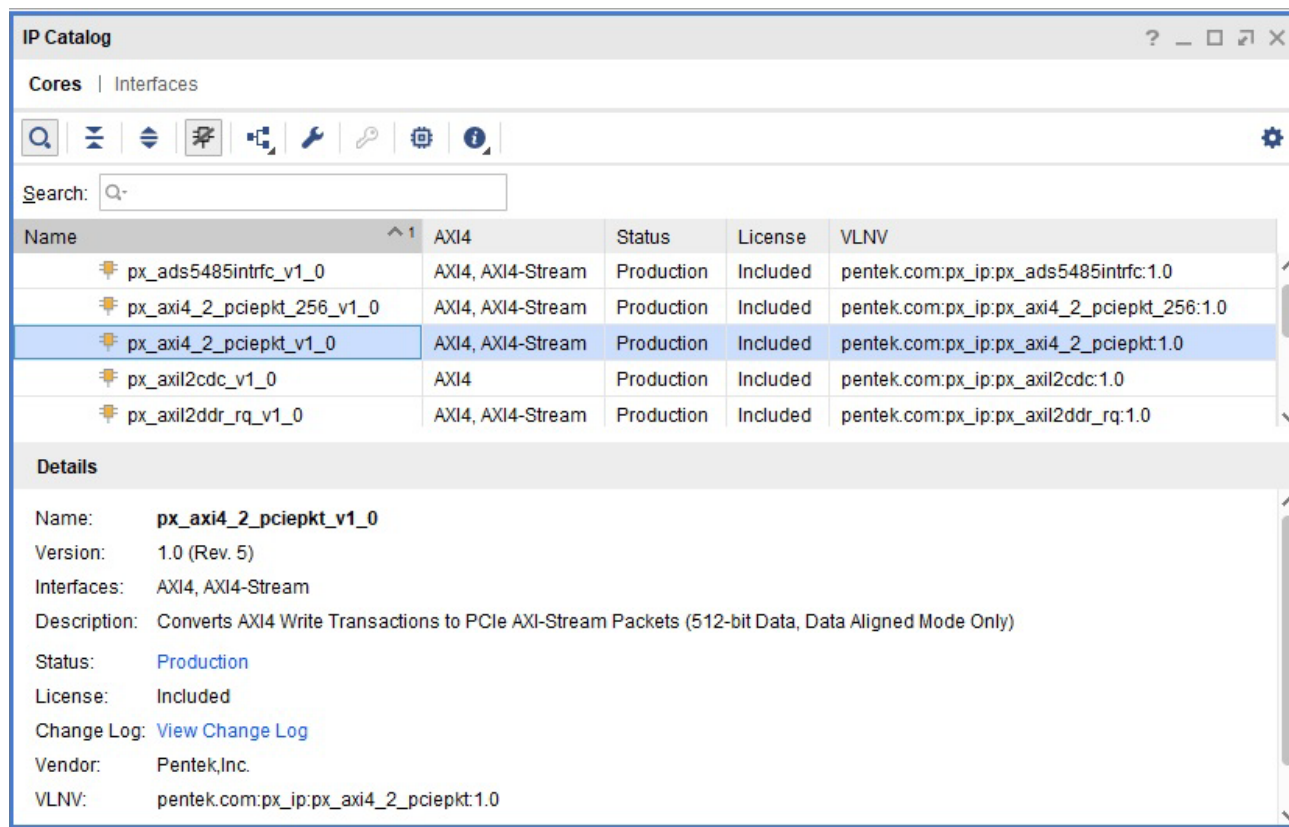 IP Catalog ? _ X
Cores | Interfaces
Search: Q-
Name 1 AXI4 Status License VLNV
px_ads5485intrfc_v1_0 AXI4, AXI4-Stream Production Included pentek.com:px_ip:px_ads5485intrfc:1.0
px_axi4_2_pciepkt_256_v1_0 AXI4, AXI4-Stream Production Included pentek.com:px_ip:px_axi4_2_pciepkt_256:1.0
px_axi4_2_pciepkt_v1_0 AXI4, AXI4-Stream Production Included pentek.com:px_ip:px_axi4_2_pciepkt:1.0
px_axil2cdc_v1_0 AXI4 Production Included pentek.com:px_ip:px_axil2cdc:1.0
px_axil2ddr_rq_v1_0 AXI4, AXI4-Stream Production Included pentek.com:px_ip:px_axil2ddr_rq:1.0
Details
Name: px_axi4_2_pciepkt_v1_0
Version: 1.0 (Rev. 5)
Interfaces: AXI4, AXI4-Stream
Description: Converts AXI4 Write Transactions to PCIe AXI-Stream Packets (512-bit Data, Data Aligned Mode Only)
Status: Production
License: Included
Change Log: View Change Log
Vendor: Pentek,Inc.
VLNV: pentek.com:px_ip:px_axi4_2_pciepkt:1.0